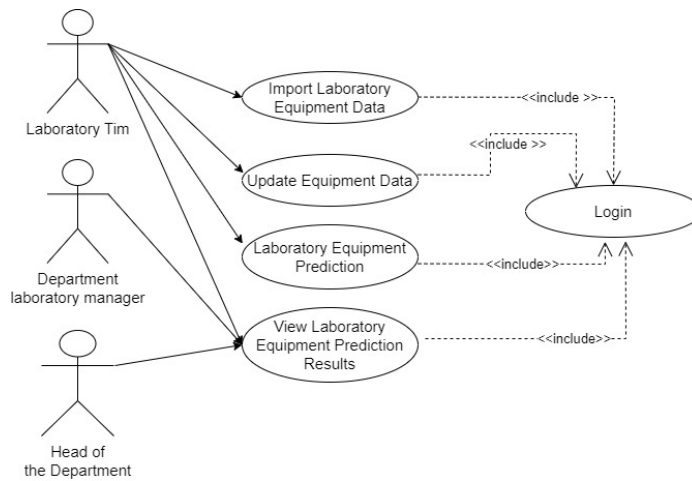 Import Laboratory
Equipment Data
<<include >>
Laboratory Tim
<<include >>
Update Equipment Data
Login
Laboratory Equipment
Prediction
<<include>>
Department
laboratory manager
View Laboratory
Equipment Prediction
Results
<<include>>
Head of
the Department